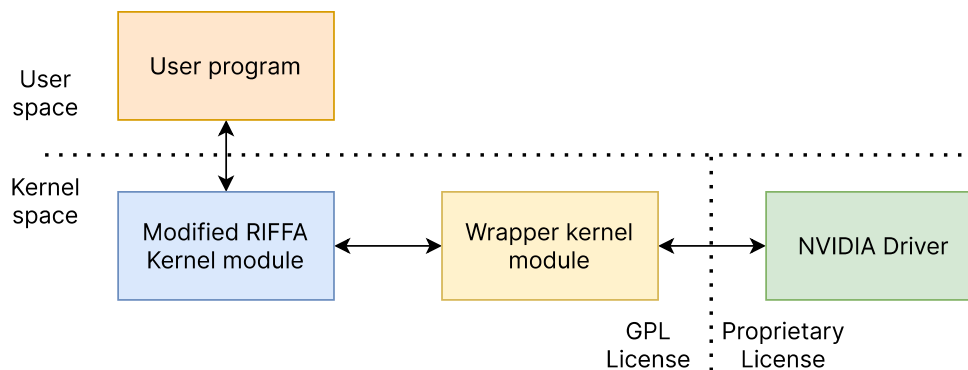 User program
User
space
Kernel
space
Modified RIFFA
Kernel module
Wrapper kernel
module
NVIDIA Driver
GPL
License
Proprietary
License